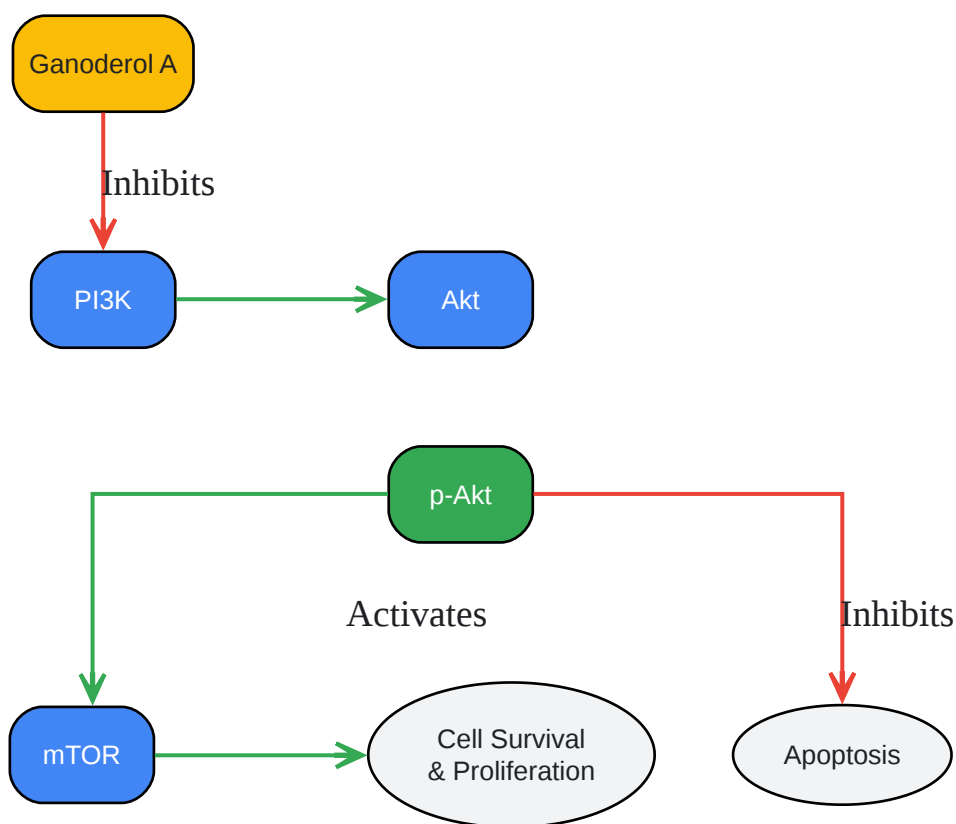 Ganoderol A
Inhibits
PI3K
Akt
p-Akt
Activates
Inhibits
mTOR
Cell Survival
& Proliferation
Apoptosis